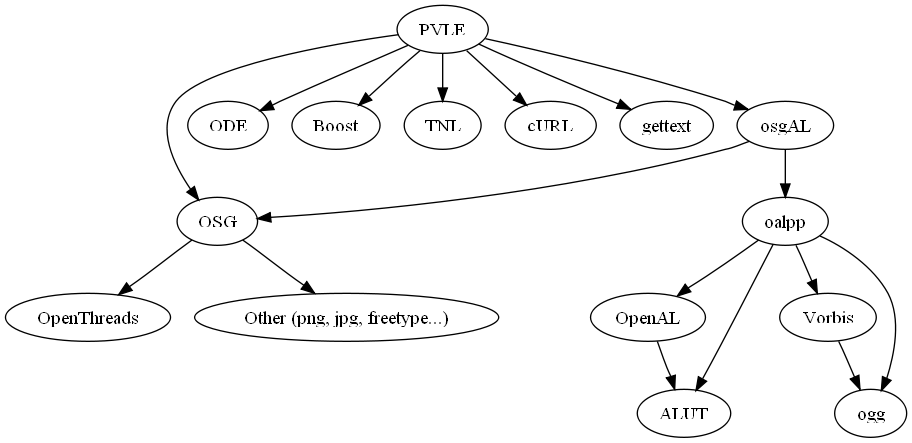 PVLE
ODE
Boost
TNL
cURL
gettext
osgAL
OSG
oalpp
OpenThreads
Other (png, jpg, freetype...)
OpenAL
Vorbis
ALUT
ogg